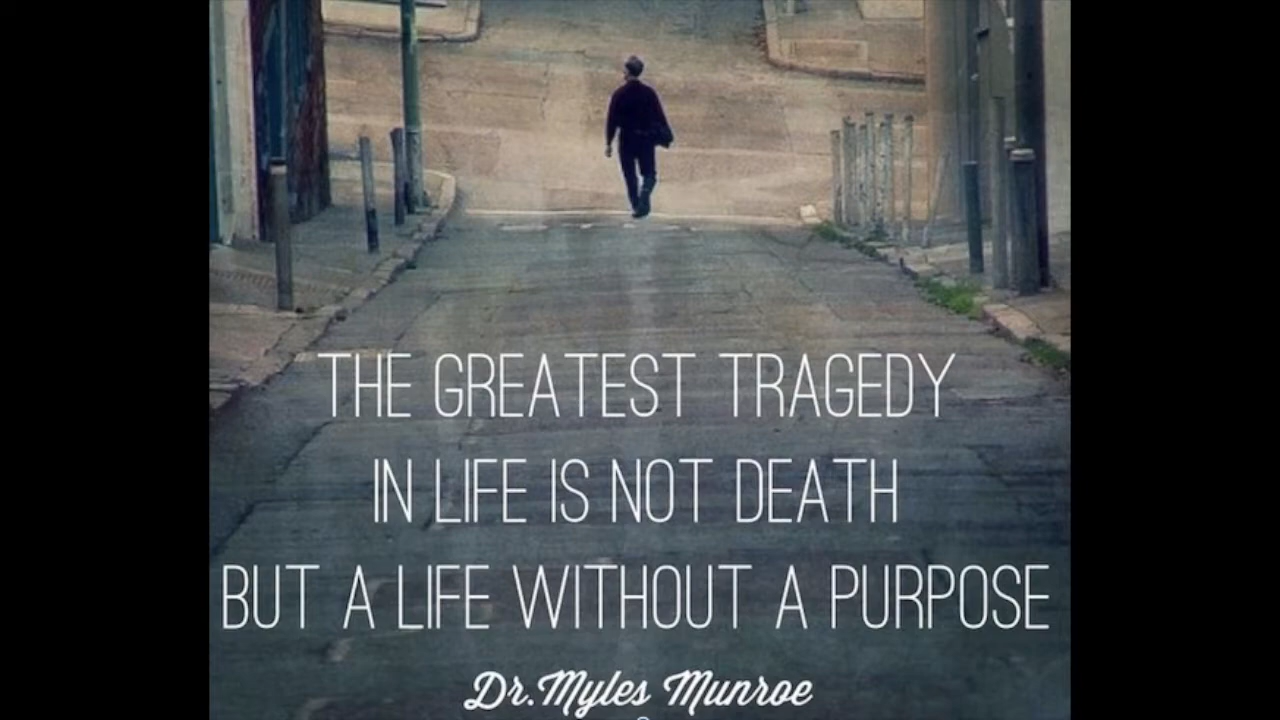 THE GREATEST TRAGEDY
IN LIFE IS NOT DEATH
BUT A LIFE WITHOUT A PURPOSE
Dr.Myles Munroe